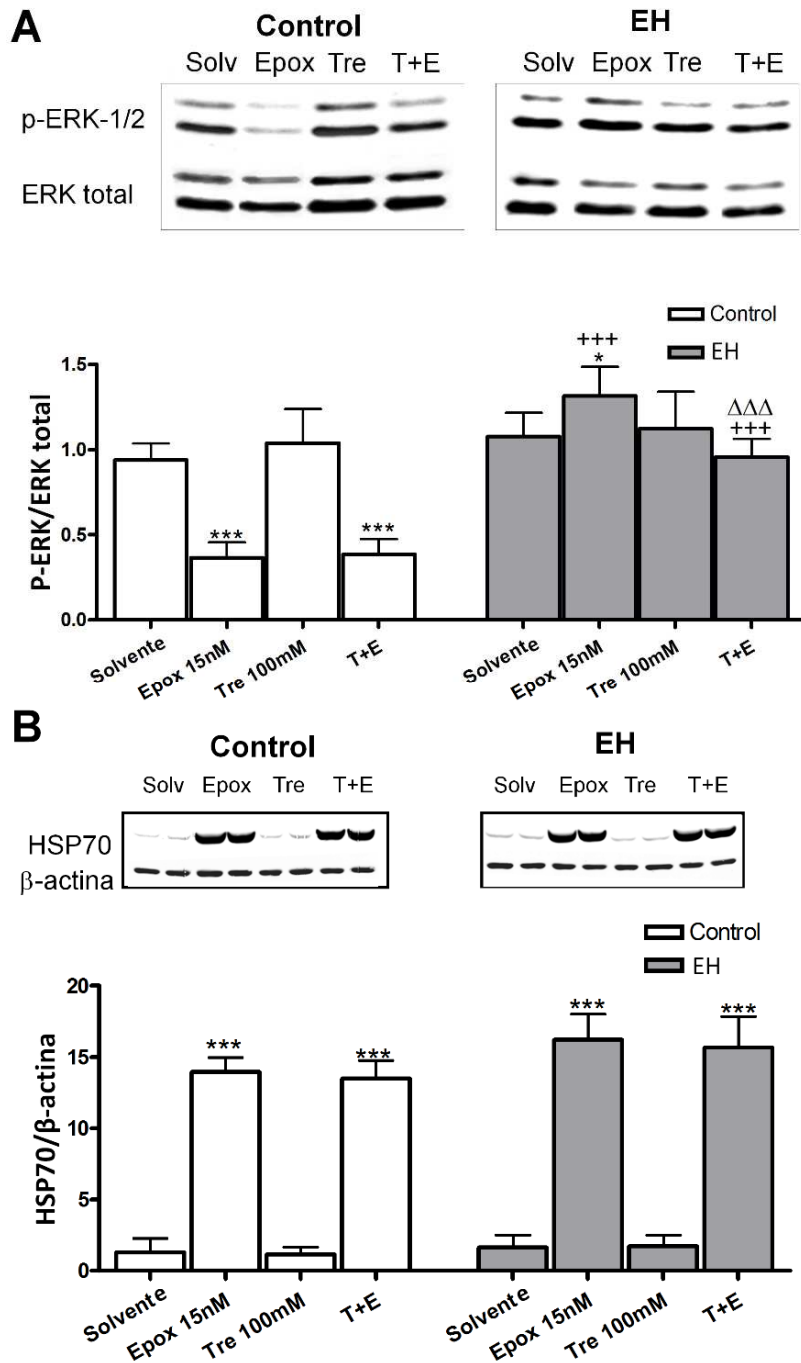 A
Control
EH
Solv Epox Tre T+E
Solv Epox Tre T+E
p-ERK-1/2
ERK total
Control
EH
P-ERK/ERK total
1.5
1.0
0.5
0.0
***
***
+++
*
ΔΔΔ
+++
Solvente
Epox 15nM
Tre 100mM
T+E
Solvente
Epox 15nM
Tre 100mM
T+E
B
Control
EH
Solv Epox Tre T+E
Solv Epox Tre T+E
HSP70
β-actina
Control
EH
HSP70/β-actina
20
15
10
5
0
***
***
***
***
Solvente
Epox 15nM
Tre 100mM
T+E
Solvente
Epox 15nM
Tre 100mM
T+E